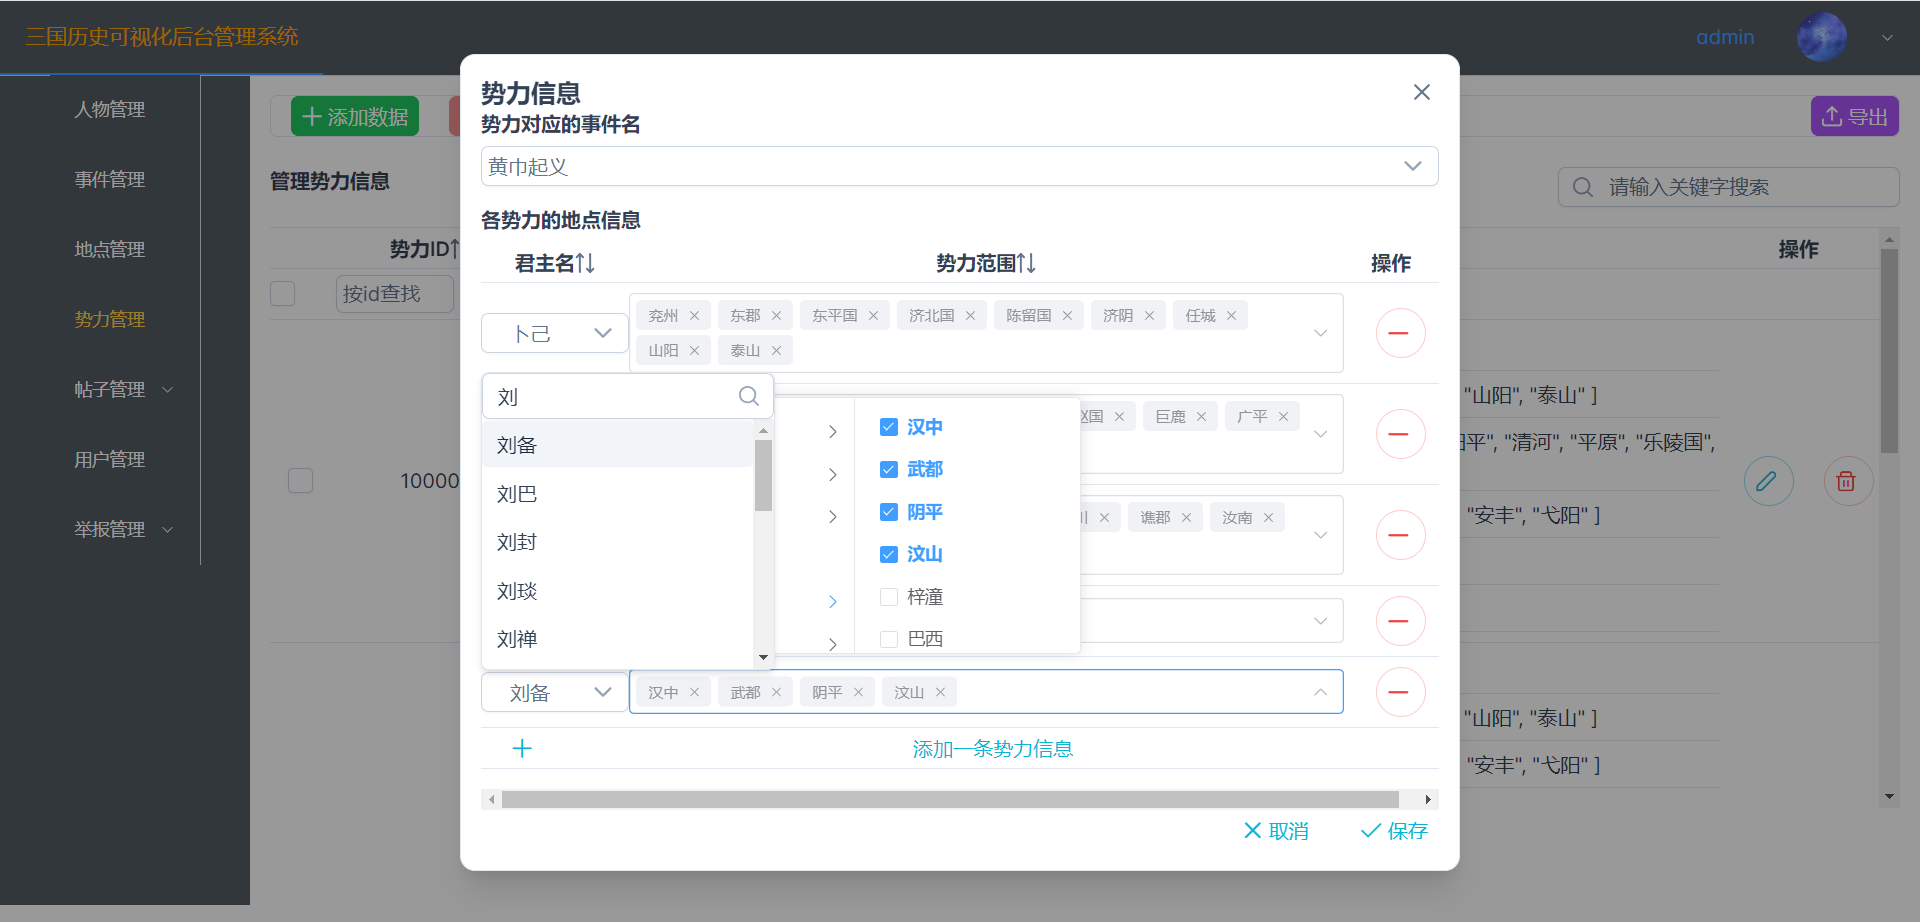 三国历史可视化后台管理系统
admin
人物管理
事件管理
地点管理
势力管理
帖子管理
用户管理
举报管理
添加数据
导出
管理势力信息
请输入关键字搜索
势力ID
操作
按id查找
10000
"山阳", "泰山" ]
"清河", "平原", "乐陵国",
"安丰", "弋阳" ]
"山阳", "泰山" ]
"安丰", "弋阳" ]
势力信息
势力对应的事件名
黄巾起义
各势力的地点信息
君主名 势力范围 操作
卜己
兖州 东郡 东平国 济北国 陈留国 济阴 任城
山阳 泰山
巨鹿 广平
谯郡 汝南
刘
刘备
刘巴
刘封
刘琰
刘禅
汉中
武都
阴平
汶山
梓潼
巴西
刘备 汉中 武都 阴平 汶山
添加一条势力信息
取消 保存